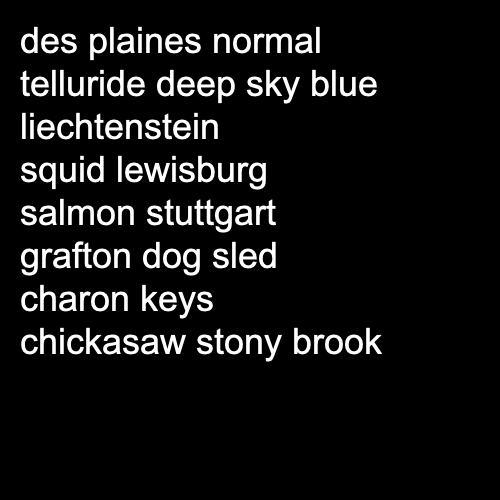 des plaines normal
telluride deep sky blue
liechtenstein
squid lewisburg
salmon stuttgart
grafton dog sled
charon keys
chickasaw stony brook